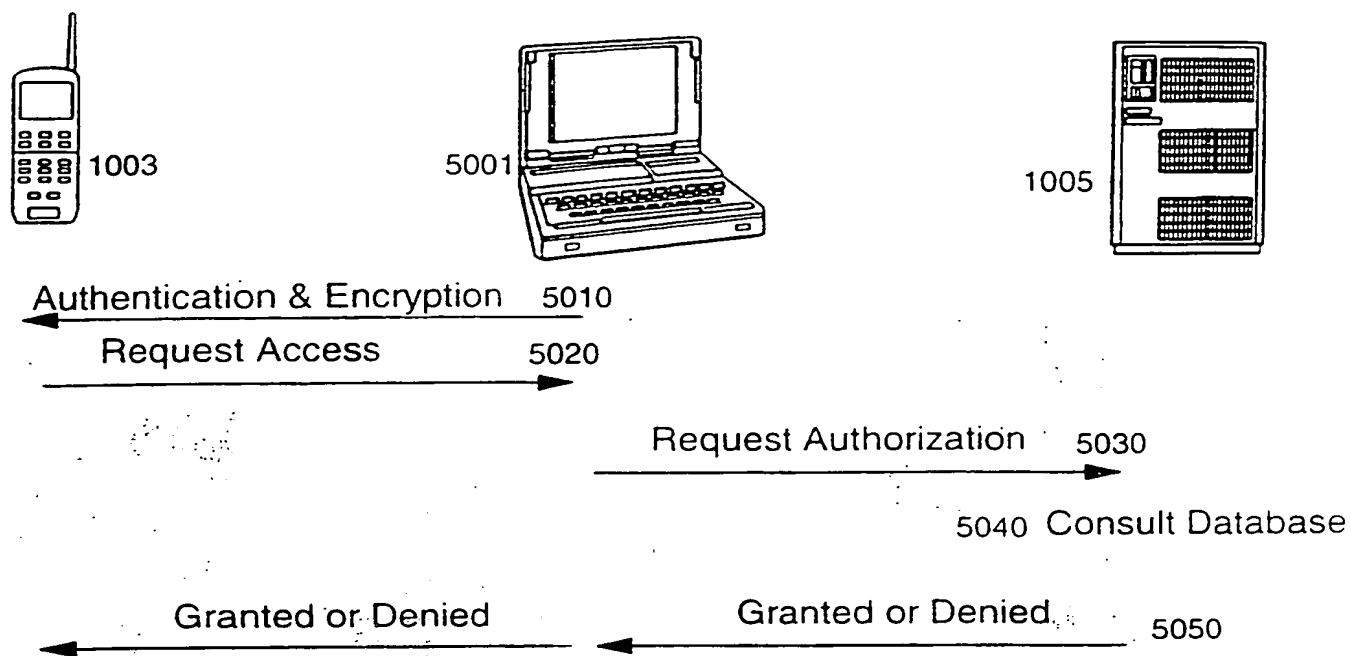 1003
5001
1005
Authentication & Encryption 5010
Request Access 5020
Request Authorization 5030
5040 Consult Database
Granted or Denied Granted or Denied 5050